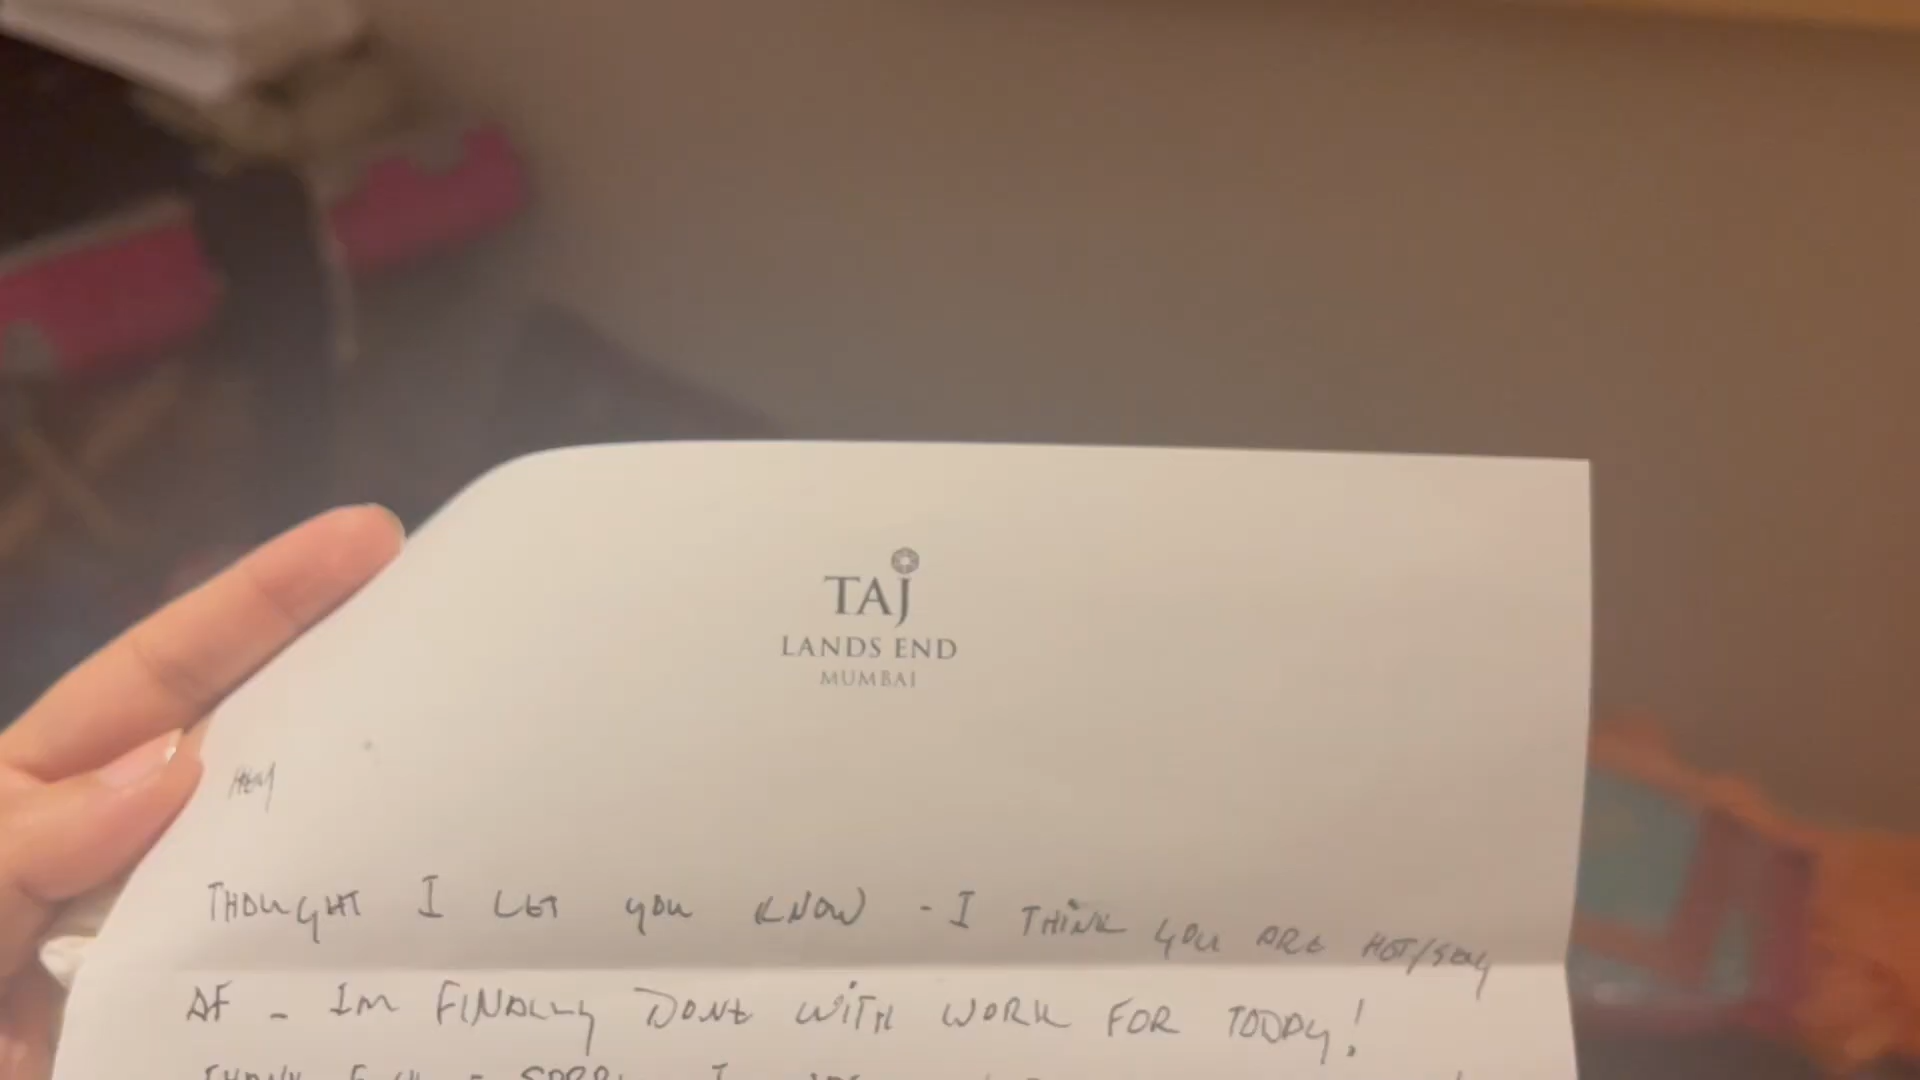 TAJ
LANDS END
MUMBAI
HEY
THOUGHT I LET YOU KNOW - I THINK YOU ARE HOT/SEXY
AF - IM FINALLY DONE WITH WORK FOR TODAY!